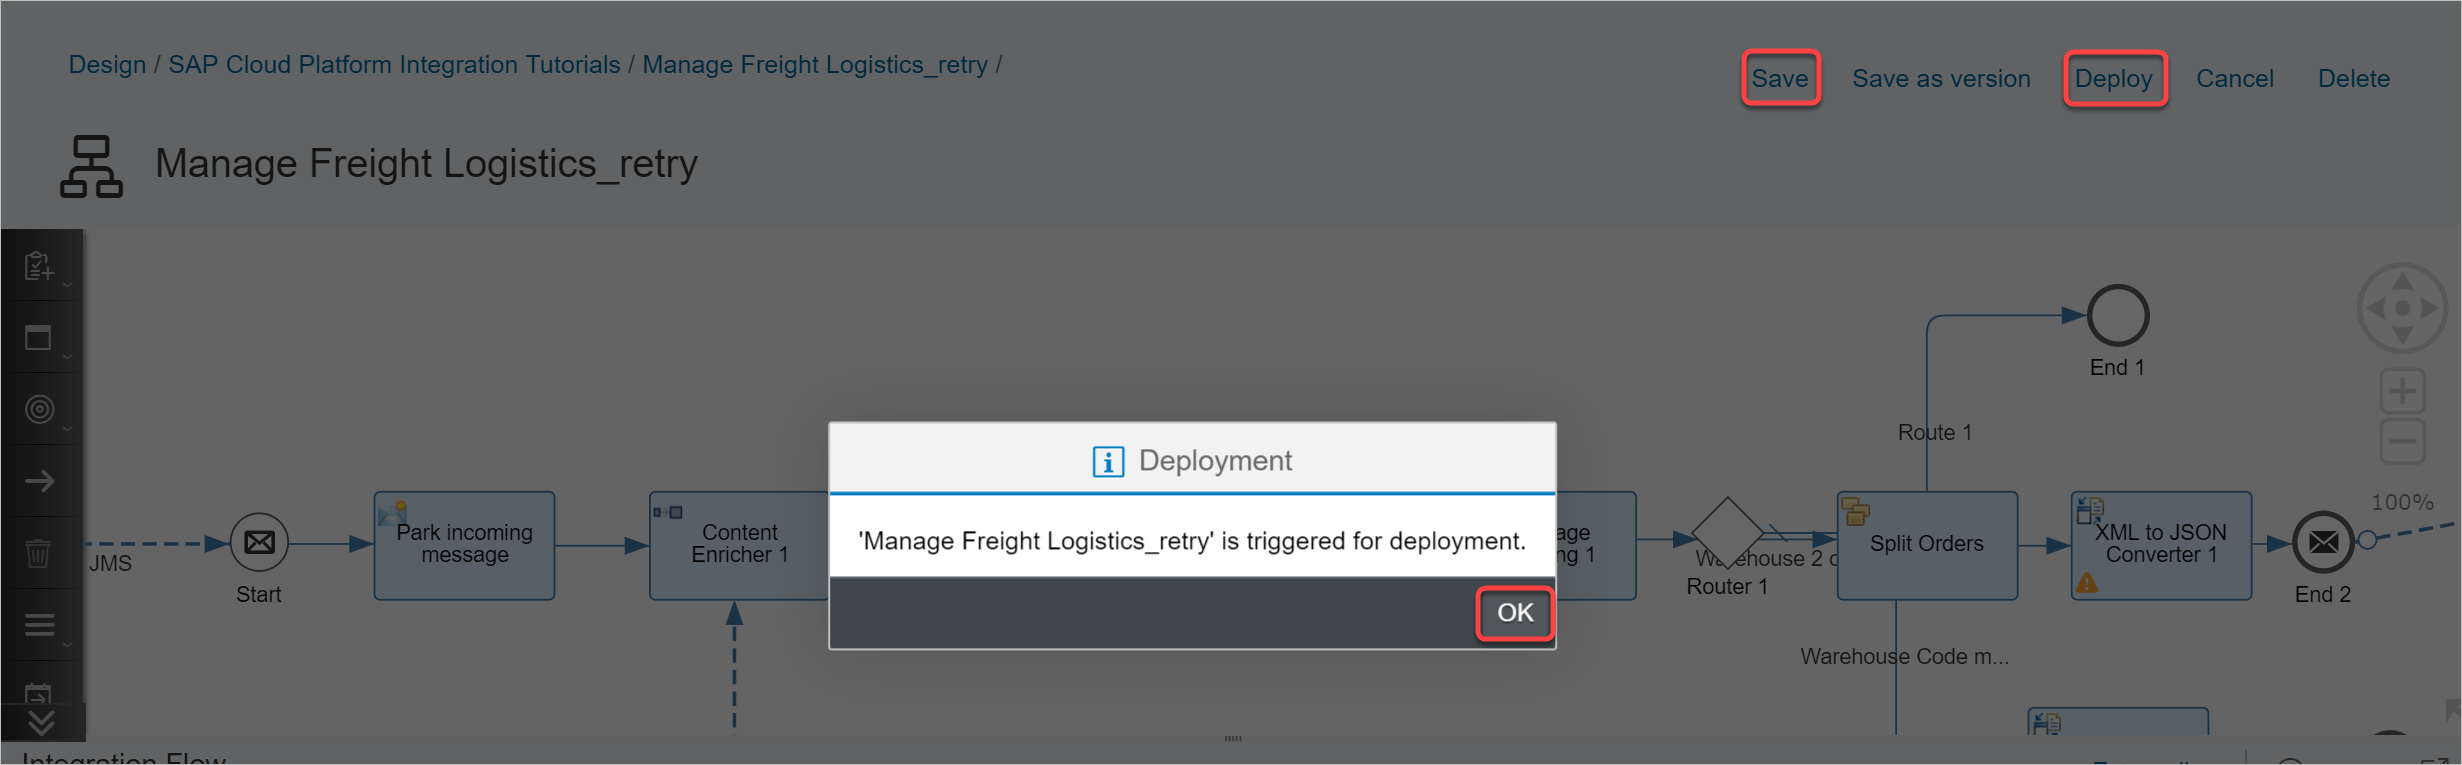 Design / SAP Cloud Platform Integration Tutorials / Manage Freight Logistics_retry /
Save Save as version Deploy Cancel Delete
Manage Freight Logistics_retry
End 1
Route 1
100%
JMS
Start
Park incoming
message
Content
Enricher 1
Deployment
'Manage Freight Logistics_retry' is triggered for deployment.
OK
age
ng 1
Warehouse 2
Router 1
Split Orders
XML to JSON
Converter 1
End 2
Warehouse Code m...
Integration Flow